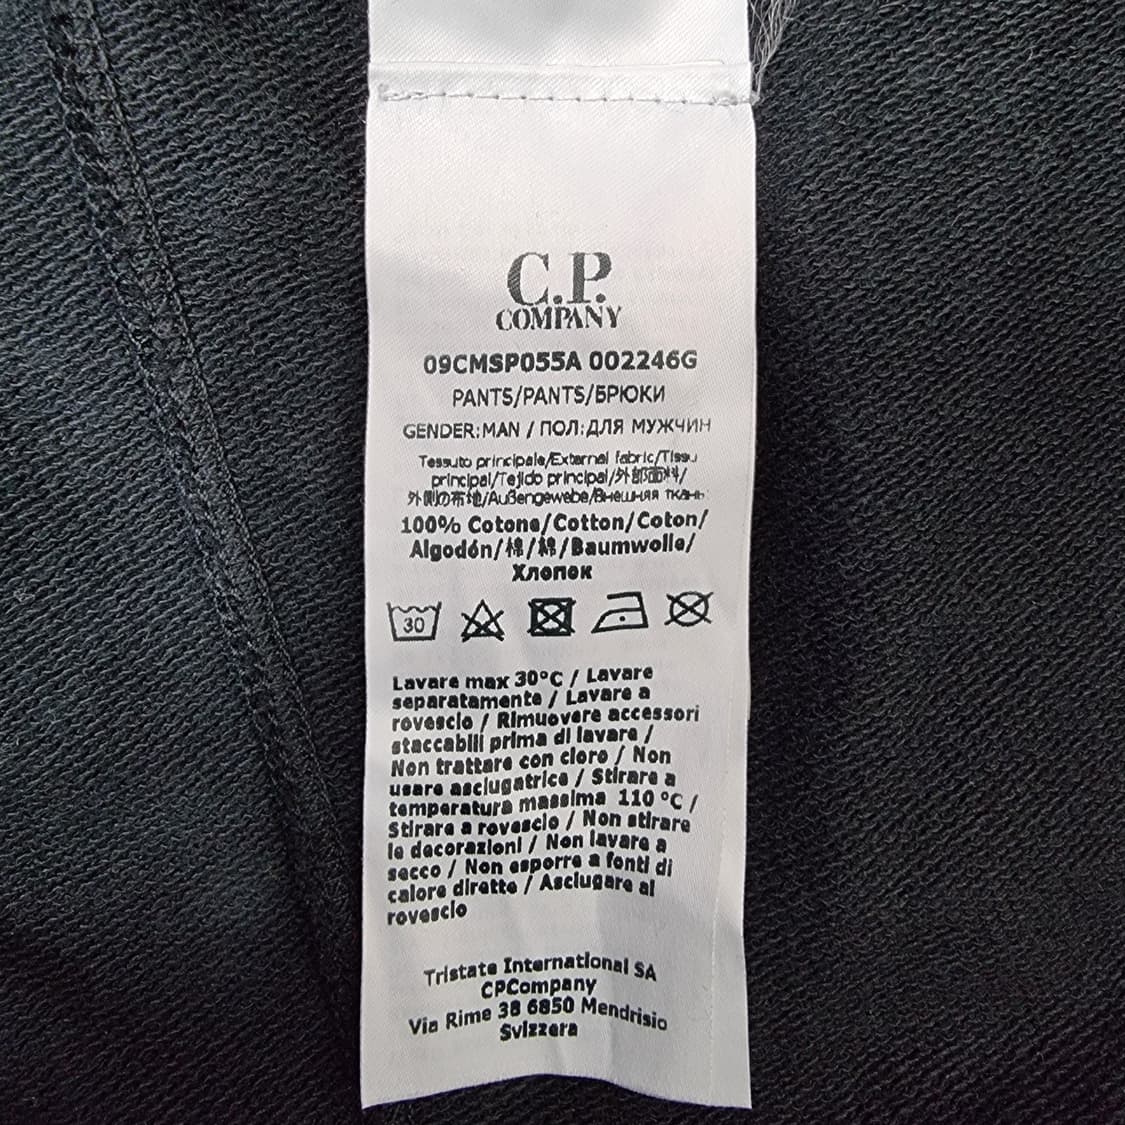 C.P.
COMPANY
09CMSP055A 002246G
PANTS/PANTS/БРЮКИ
GENDER:MAN / ПОЛ:ДЛЯ МУЖЧИН
Tessuto principale/External fabric/Tissu
principal/Tejido principal/外部面料/
外側の布地/Außengewebe/Внешняя ткань:
100% Cotone/Cotton/Coton/
Algodón/棉/綿/Baumwolle/
Хлопок
30
Lavare max 30°C / Lavare
separatamente / Lavare a
rovescio / Rimuovere accessori
staccabili prima di lavare /
Non trattare con cloro / Non
usare asciugatrice / Stirare a
temperatura massima 110 °C /
Stirare a rovescio / Non stirare
le decorazioni / Non lavare a
secco / Non esporre a fonti di
calore dirette / Asciugare al
rovescio
Tristate International SA
CPCompany
Via Rime 38 6850 Mendrisio
Svizzera